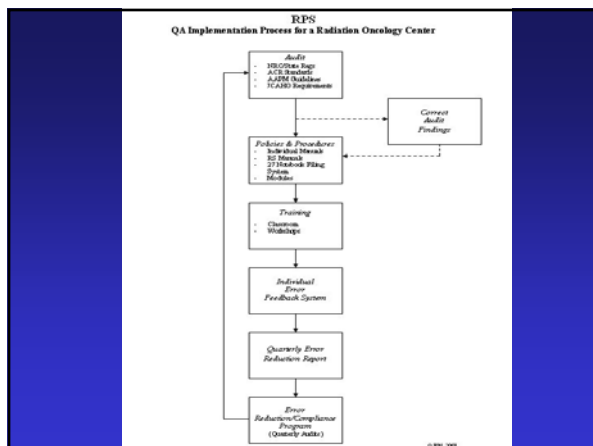 RPS
QA Implementation Process for a Radiation Oncology Center
Audit
- NRC/State Regs
- ACR Standards
- AAPM Guidelines
- JCAHO Requirements
Correct
Audit
Findings
Policies & Procedures
- Individual Manuals
- RS Manuals
- 27 Notebook Filing
System
- Modules
Training
- Classroom
- Workshops
Individual
Error
Feedback System
Quarterly Error
Reduction Report
Error
Reduction/Compliance
Program
(Quarterly Audits)